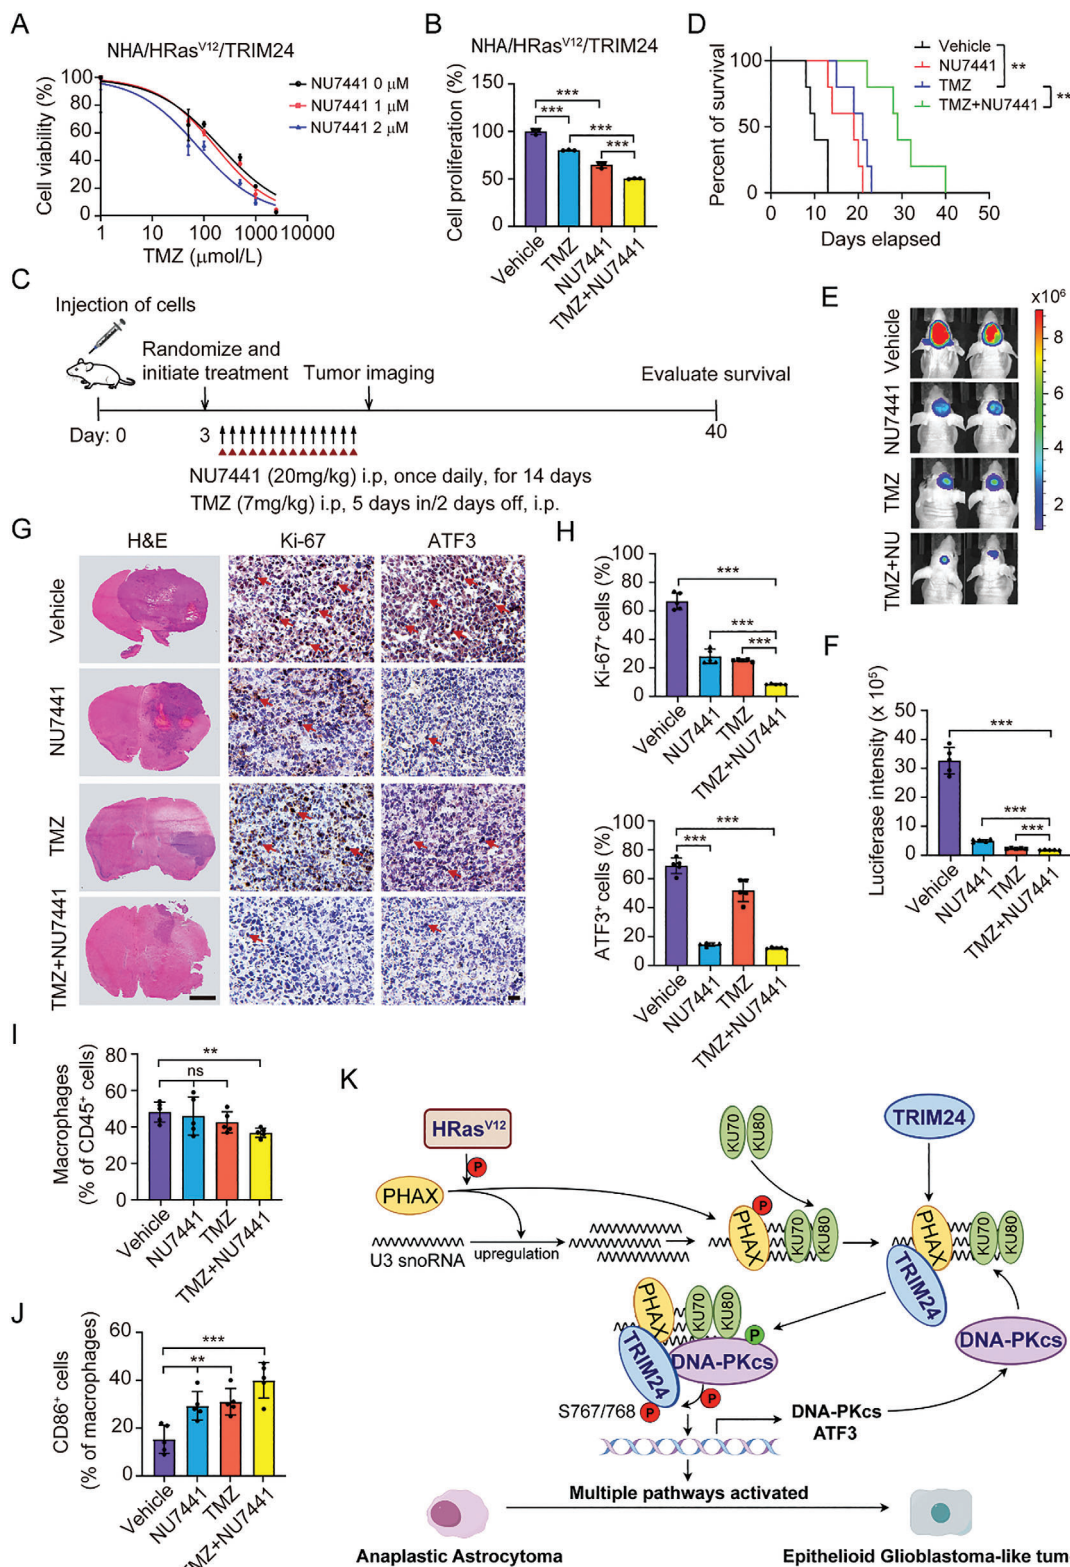 A
NHA/HRasV12/TRIM24
Cell viability (%)
100
80
60
40
20
0
NU7441 0 μM
NU7441 1 μM
NU7441 2 μM
1
10
100
1000
10000
TMZ (μmol/L)
B
NHA/HRasV12/TRIM24
Cell proliferation (%)
150
100
50
0
***
***
***
***
Vehicle
TMZ
NU7441
TMZ+NU7441
D
Percent of survival
100
80
60
40
20
0
Vehicle
NU7441
TMZ
TMZ+NU7441
**
**
0
10
20
30
40
50
Days elapsed
C
Injection of cells
Randomize and
initiate treatment
Tumor imaging
Evaluate survival
Day: 0
3
40
NU7441 (20mg/kg) i.p, once daily, for 14 days
TMZ (7mg/kg) i.p, 5 days in/2 days off, i.p.
E
x10⁶
Vehicle
NU7441
TMZ
TMZ+NU
8
6
4
2
G
H&E
Ki-67
ATF3
Vehicle
NU7441
TMZ
TMZ+NU7441
H
Ki-67⁺ cells (%)
100
80
60
40
20
0
***
***
***
Vehicle
NU7441
TMZ
TMZ+NU7441
ATF3⁺ cells (%)
100
80
60
40
20
0
***
***
Vehicle
NU7441
TMZ
TMZ+NU7441
F
Luciferase intensity (x 10⁵)
50
40
30
20
10
0
***
***
***
Vehicle
NU7441
TMZ
TMZ+NU7441
I
Macrophages
(% of CD45⁺ cells)
80
60
40
20
0
**
ns
Vehicle
NU7441
TMZ
TMZ+NU7441
J
CD86⁺ cells
(% of macrophages)
60
40
20
0
***
**
Vehicle
NU7441
TMZ
TMZ+NU7441
K
HRasV12
P
PHAX
U3 snoRNA
upregulation
KU70
KU80
P
PHAX
KU70
KU80
TRIM24
PHAX
KU70
KU80
TRIM24
DNA-PKcs
PHAX
KU70
KU80
P
TRIM24
DNA-PKcs
P
P
S767/768
DNA-PKcs
ATF3
Multiple pathways activated
Anaplastic Astrocytoma
Epithelioid Glioblastoma-like tum